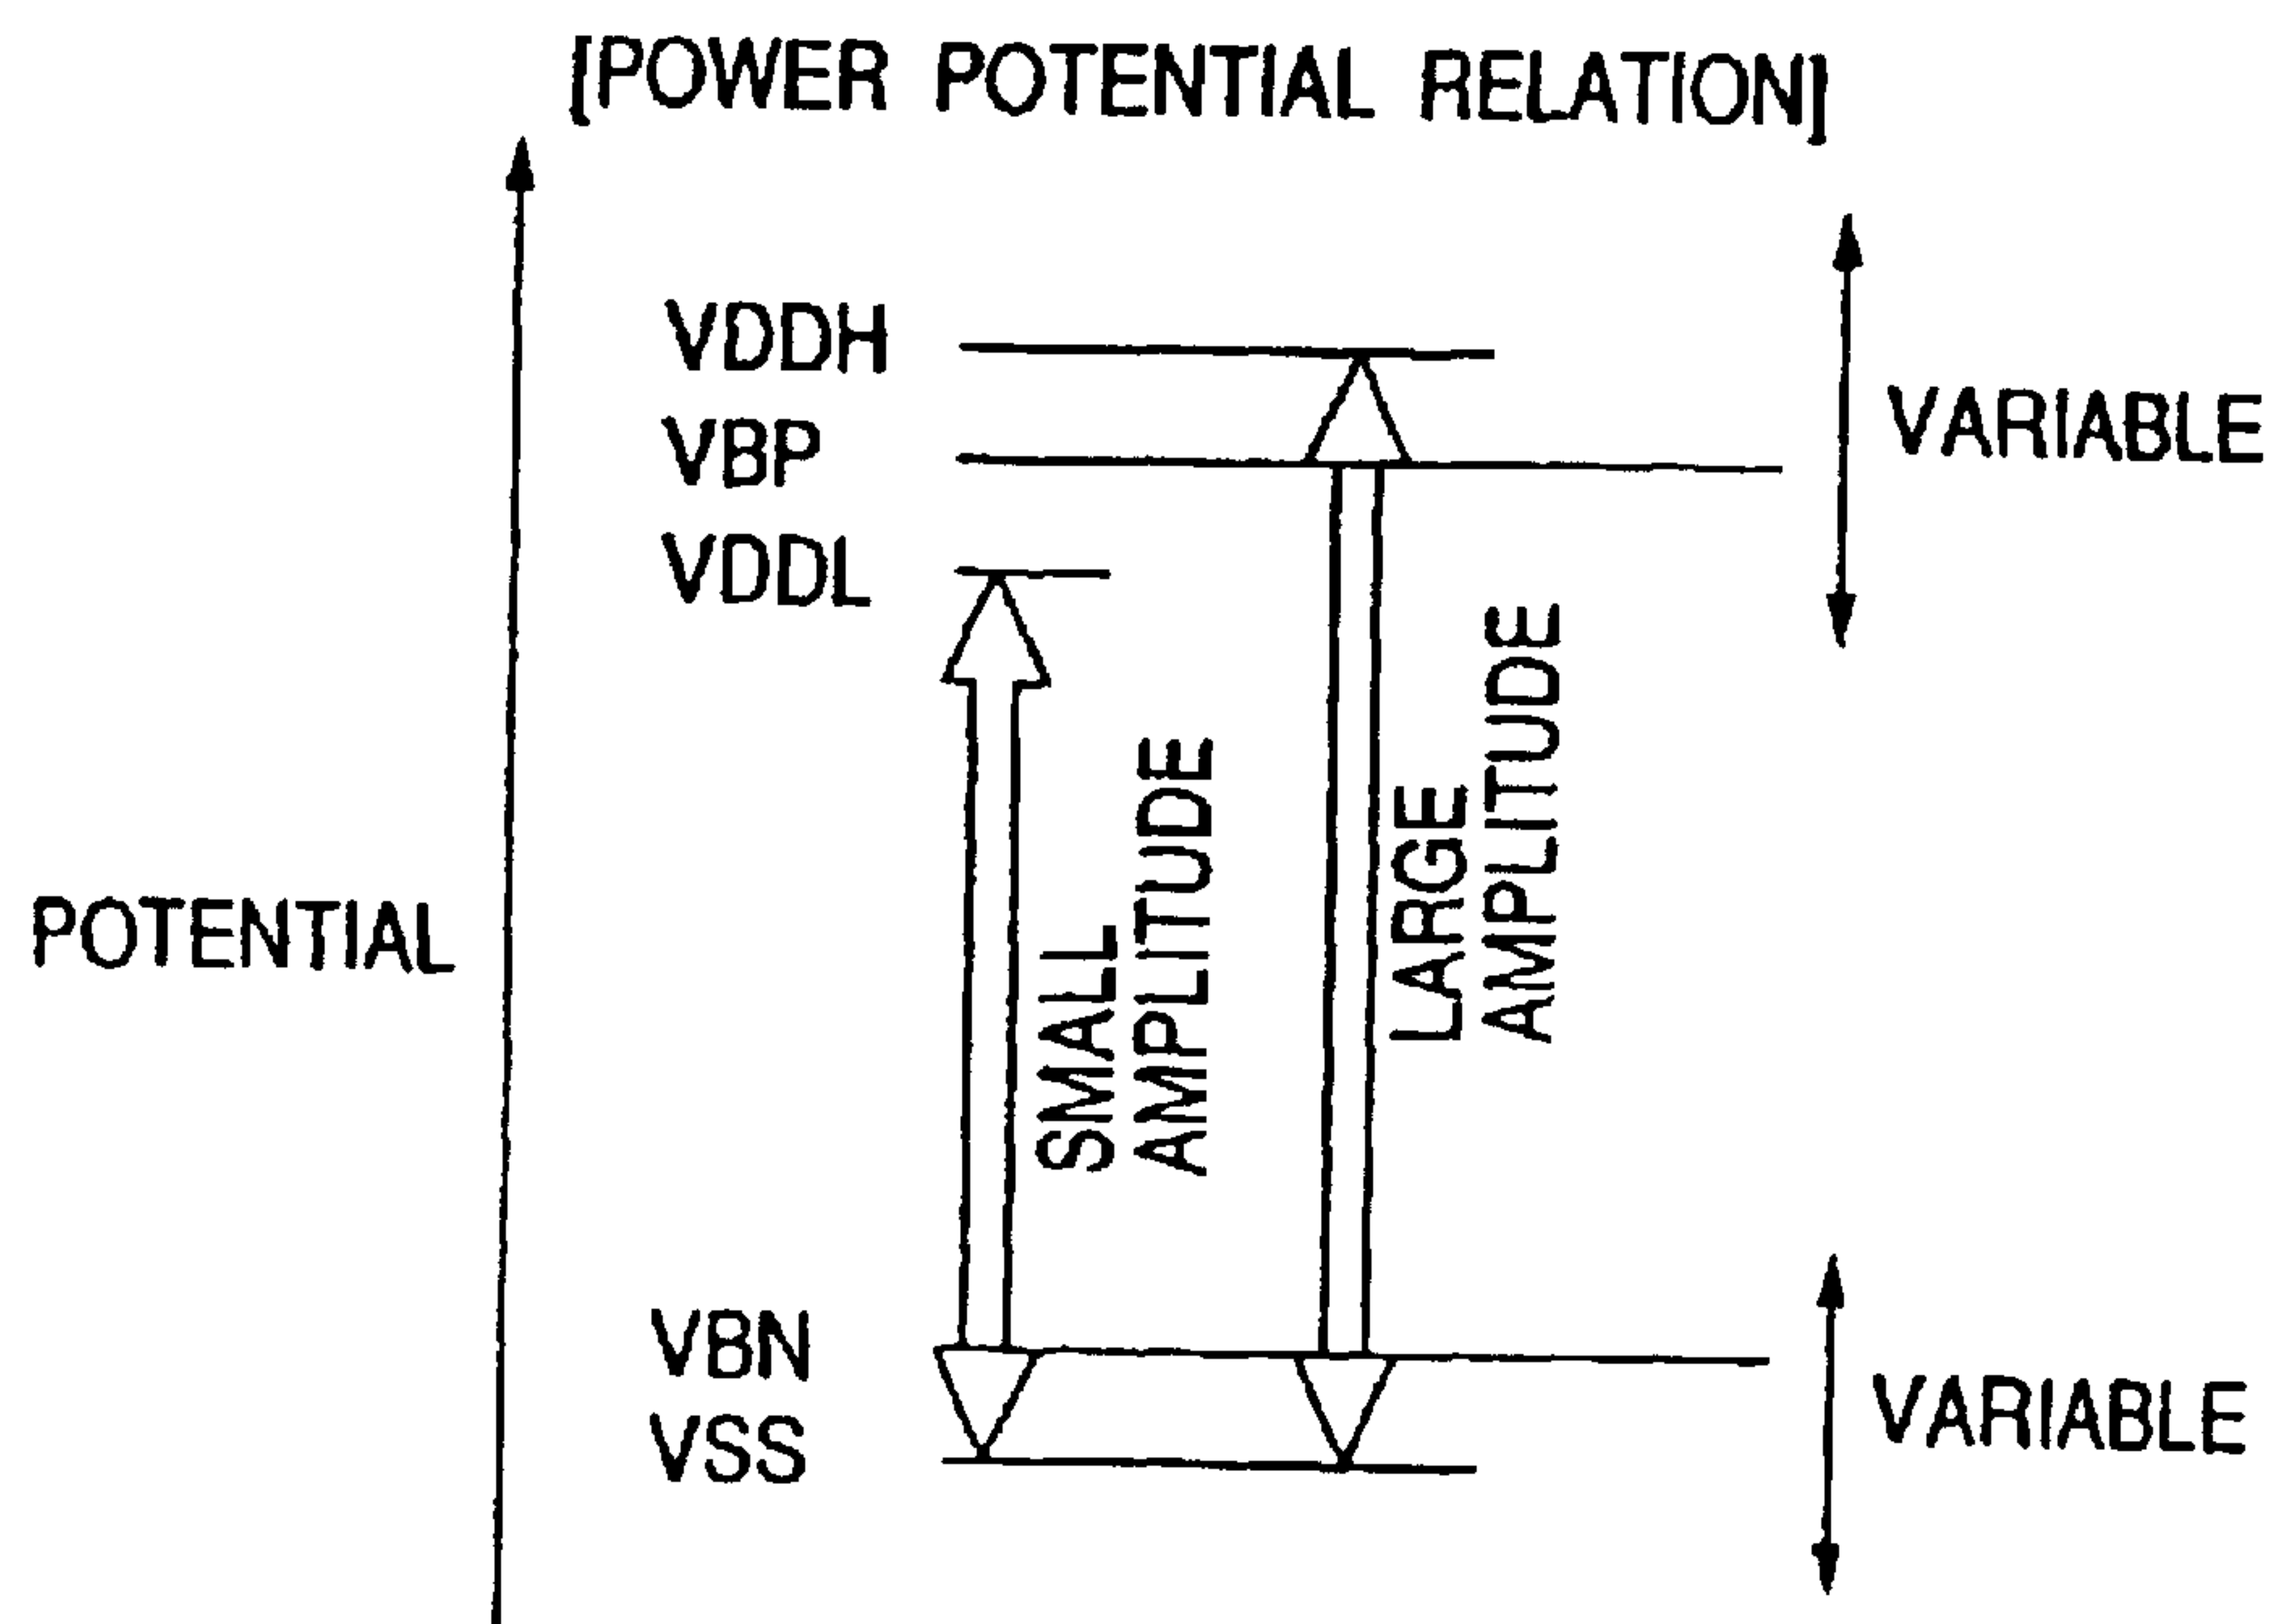 [POWER POTENTIAL RELATION]
VDDH
VBP
VDDL
VARIABLE
POTENTIAL
SMALL
AMPLITUDE
LARGE
AMPLITUDE
VBN
VSS
VARIABLE